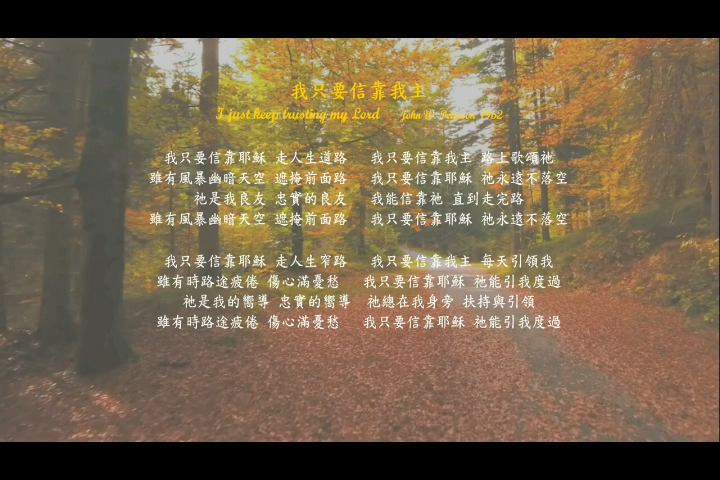 我只要信靠我主
I just keep trusting my Lord John W. Peterson 1962
我只要信靠耶穌 走人生道路 我只要信靠我主 路上歌頌祂
雖有風暴幽暗天空 遮掩前面路 我只要信靠耶穌 祂永遠不落空
祂是我良友 忠實的良友 我能信靠祂 直到走完路
雖有風暴幽暗天空 遮掩前面路 我只要信靠耶穌 祂永遠不落空
我只要信靠耶穌 走人生窄路 我只要信靠我主 每天引領我
雖有時路途疲倦 傷心滿憂愁 我只要信靠耶穌 祂能引我度過
祂是我的嚮導 忠實的嚮導 祂總在我身旁 扶持與引領
雖有時路途疲倦 傷心滿憂愁 我只要信靠耶穌 祂能引我度過